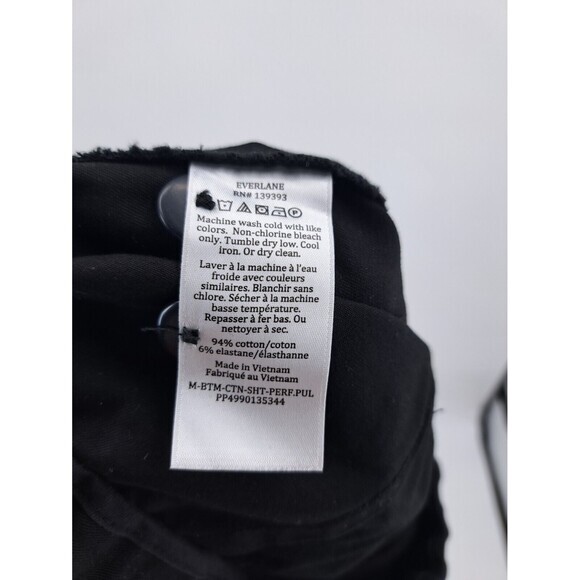 EVERLANE
RN# 139393
Machine wash cold with like
colors. Non-chlorine bleach
only. Tumble dry low. Cool
iron. Or dry clean.
Laver à la machine à l'eau
froide avec couleurs
similaires. Blanchir sans
chlore. Sécher à la machine
basse température.
Repasser à fer bas. Ou
nettoyer à sec.
94% cotton/coton
6% elastane/élasthanne
Made in Vietnam
Fabriqué au Vietnam
M-BTM-CTN-SHT-PERF.PUL
PP4990135344